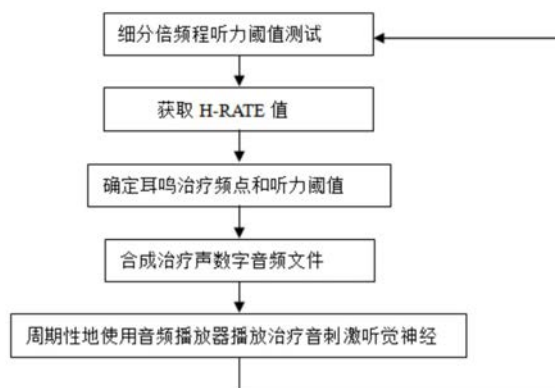 细分倍频程听力阈值测试
获取 H-RATE 值
确定耳鸣治疗频点和听力阈值
合成治疗声数字音频文件
周期性地使用音频播放器播放治疗音刺激听觉神经